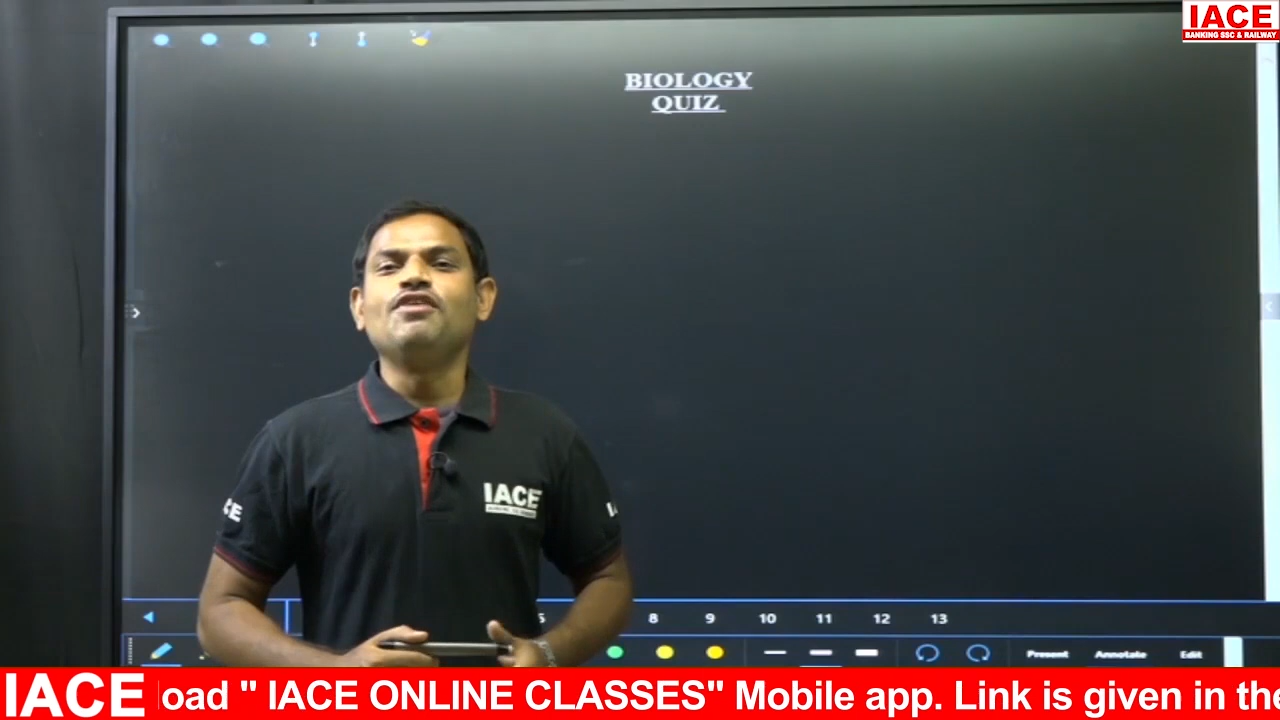 IACE
BANKING SSC & RAILWAY
BIOLOGY
QUIZ
IACE
CE
8 9 10 11 12 13
Present Annotate Edit
IACE oad " IACE ONLINE CLASSES" Mobile app. Link is given in the